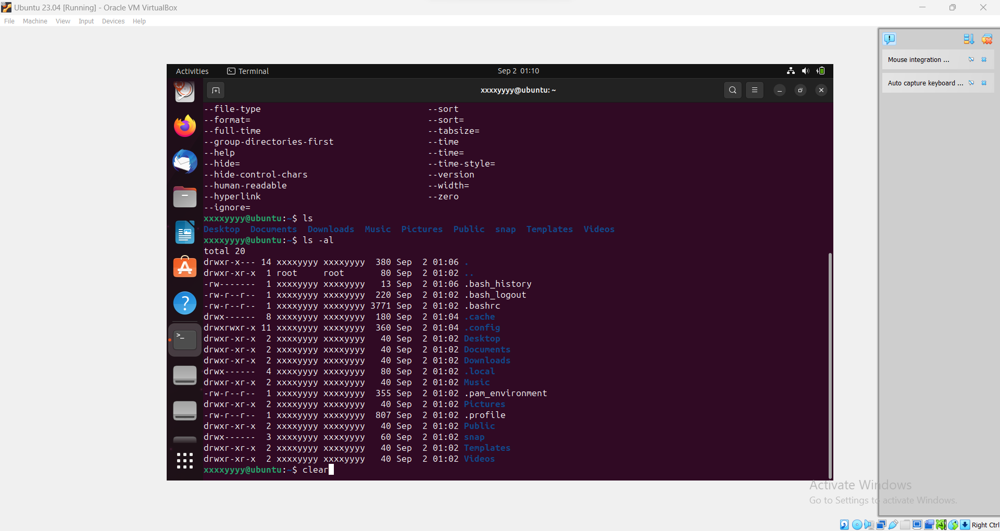 Ubuntu 23.04 [Running] - Oracle VM VirtualBox
File Machine View Input Devices Help
Mouse integration ...
Auto capture keyboard ...
Activities Terminal Sep 2 01:10
xxxxyyyy@ubuntu: ~
--file-type --sort
--format= --sort=
--full-time --tabsize=
--group-directories-first --time
--help --time=
--hide= --time-style=
--hide-control-chars --version
--human-readable --width=
--hyperlink --zero
--ignore=
xxxxyyyy@ubuntu:~$ ls
Desktop Documents Downloads Music Pictures Public snap Templates Videos
xxxxyyyy@ubuntu:~$ ls -al
total 20
drwxr-x--- 14 xxxxyyyy xxxxyyyy 380 Sep 2 01:06 .
drwxr-xr-x 1 root root 80 Sep 2 01:02 ..
-rw------- 1 xxxxyyyy xxxxyyyy 13 Sep 2 01:06 .bash_history
-rw-r--r-- 1 xxxxyyyy xxxxyyyy 220 Sep 2 01:02 .bash_logout
-rw-r--r-- 1 xxxxyyyy xxxxyyyy 3771 Sep 2 01:02 .bashrc
drwx------ 8 xxxxyyyy xxxxyyyy 180 Sep 2 01:04 .cache
drwxrwxr-x 11 xxxxyyyy xxxxyyyy 360 Sep 2 01:04 .config
drwxr-xr-x 2 xxxxyyyy xxxxyyyy 40 Sep 2 01:02 Desktop
drwxr-xr-x 2 xxxxyyyy xxxxyyyy 40 Sep 2 01:02 Documents
drwxr-xr-x 2 xxxxyyyy xxxxyyyy 40 Sep 2 01:02 Downloads
drwx------ 4 xxxxyyyy xxxxyyyy 80 Sep 2 01:02 .local
drwxr-xr-x 2 xxxxyyyy xxxxyyyy 40 Sep 2 01:02 Music
-rw-r--r-- 1 xxxxyyyy xxxxyyyy 355 Sep 2 01:02 .pam_environment
drwxr-xr-x 2 xxxxyyyy xxxxyyyy 40 Sep 2 01:02 Pictures
-rw-r--r-- 1 xxxxyyyy xxxxyyyy 807 Sep 2 01:02 .profile
drwxr-xr-x 2 xxxxyyyy xxxxyyyy 40 Sep 2 01:02 Public
drwx------ 3 xxxxyyyy xxxxyyyy 60 Sep 2 01:02 snap
drwxr-xr-x 2 xxxxyyyy xxxxyyyy 40 Sep 2 01:02 Templates
drwxr-xr-x 2 xxxxyyyy xxxxyyyy 40 Sep 2 01:02 Videos
xxxxyyyy@ubuntu:~$ clear
Activate Windows
Go to Settings to activate Windows.
Right Ctrl